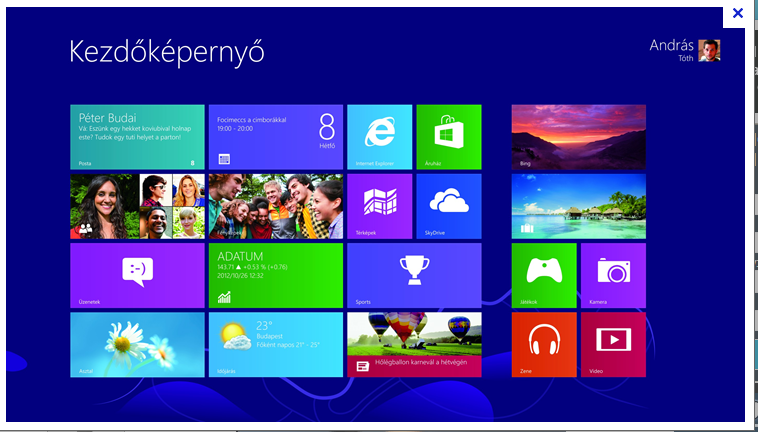 Kezdőképernyő
András
Tóth
Péter Budai
Vá: Eszünk egy hekket koviubival holnap
este? Tudok egy tuti helyet a parton!
Posta
8
Focimeccs a cimborákkal
19:00 - 20:00
8
Hétfő
Internet Explorer
Áruház
Bing
Fényképek
Térképek
SkyDrive
Üzenetek
ADATUM
143.71 ▲ +0.53 % (+0.76)
2012/10/26 12:32
Sports
Játékok
Kamera
Asztal
23°
Budapest
Főként napos 21° - 25°
Időjárás
Hőlégballon karnevál a hétvégén
Zene
Video